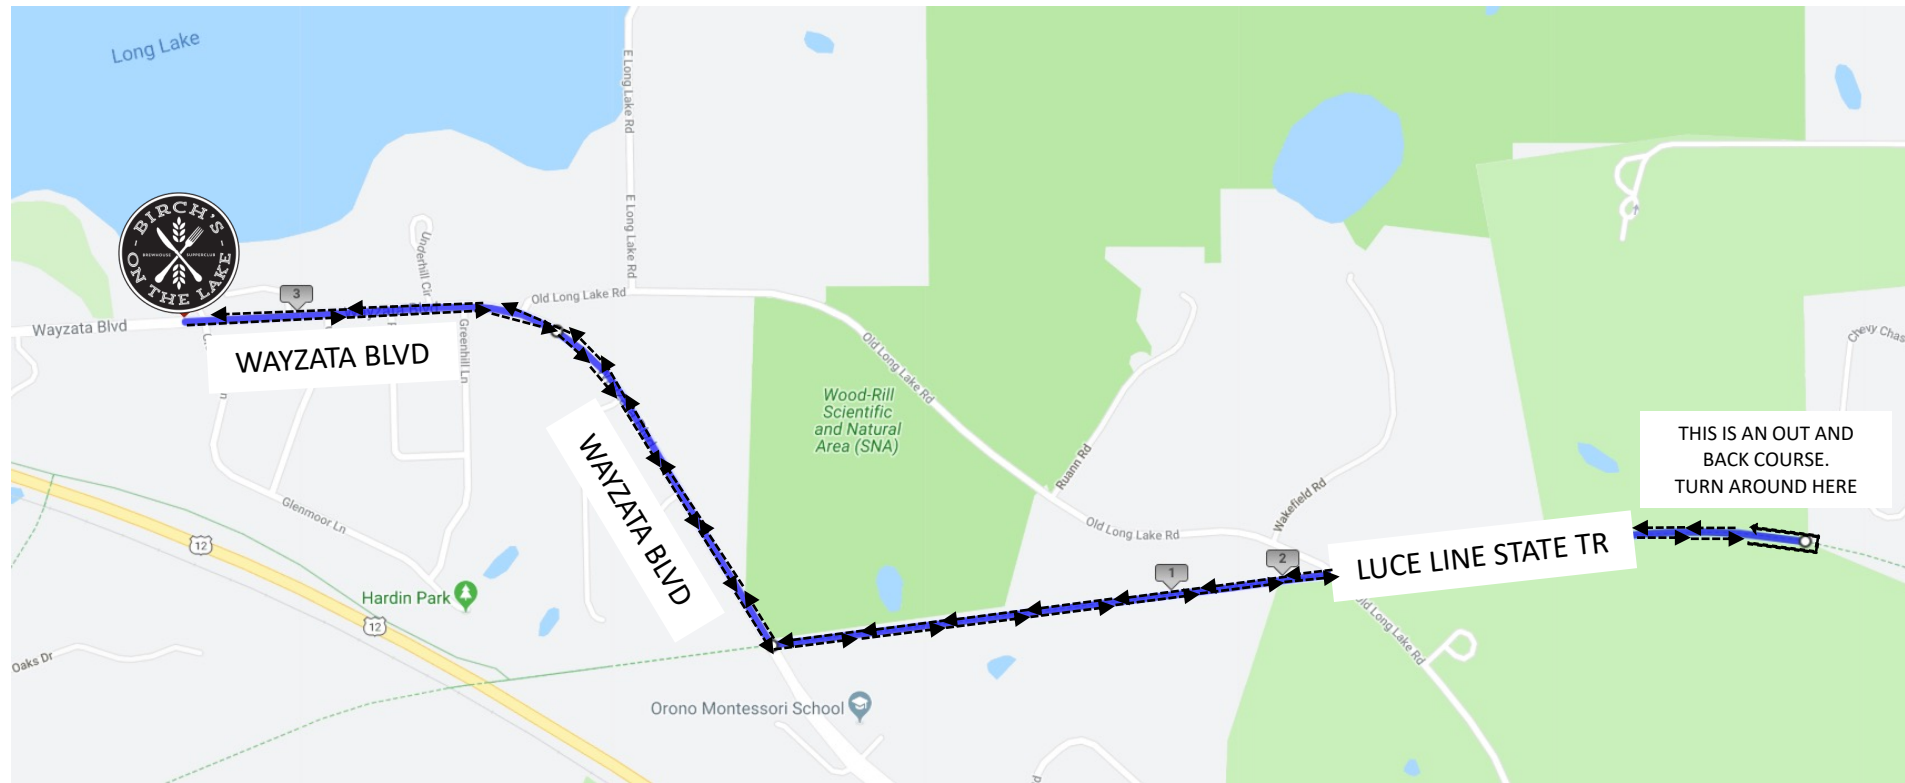 Long Lake
E Long Lake Rd
E Long Lake Rd
BIRCH'S
BREWHOUSE SUPPERCLUB
ON THE LAKE
Underhill Cir
3
Old Long Lake Rd
Wayzata Blvd
WAYZATA BLVD
Greenhill Ln
Old Long Lake Rd
Chevy Chas
Wood-Rill
Scientific
and Natural
Area (SNA)
WAYZATA BLVD
Ruann Rd
THIS IS AN OUT AND
BACK COURSE.
TURN AROUND HERE
Glenmoor Ln
12
Wakefield Rd
Old Long Lake Rd
LUCE LINE STATE TR
1
2
Hardin Park
12
Old Long Lake Rd
Oaks Dr
Orono Montessori School